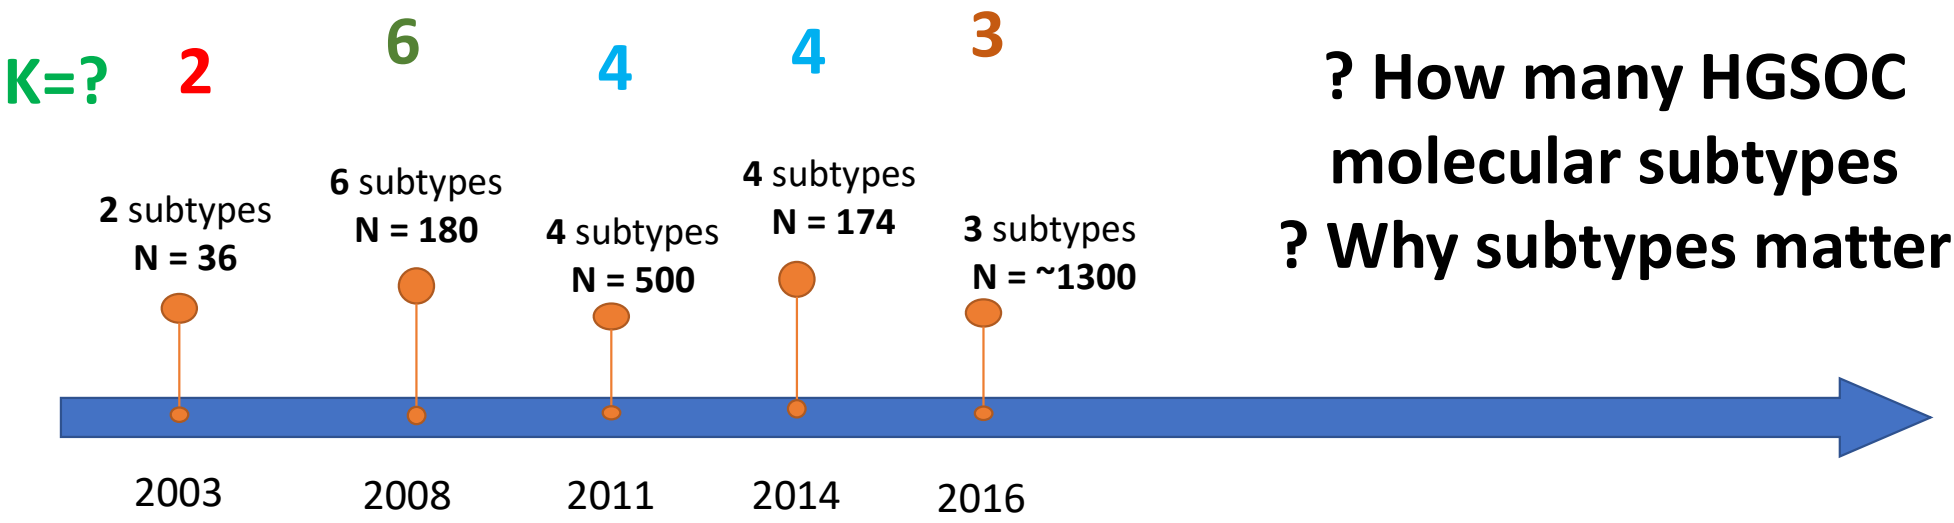 K=?
2
6
4
4
3
2 subtypes
N = 36
6 subtypes
N = 180
4 subtypes
N = 500
4 subtypes
N = 174
3 subtypes
N = ~1300
? How many HGSOC
molecular subtypes
? Why subtypes matter
2003
2008
2011
2014
2016